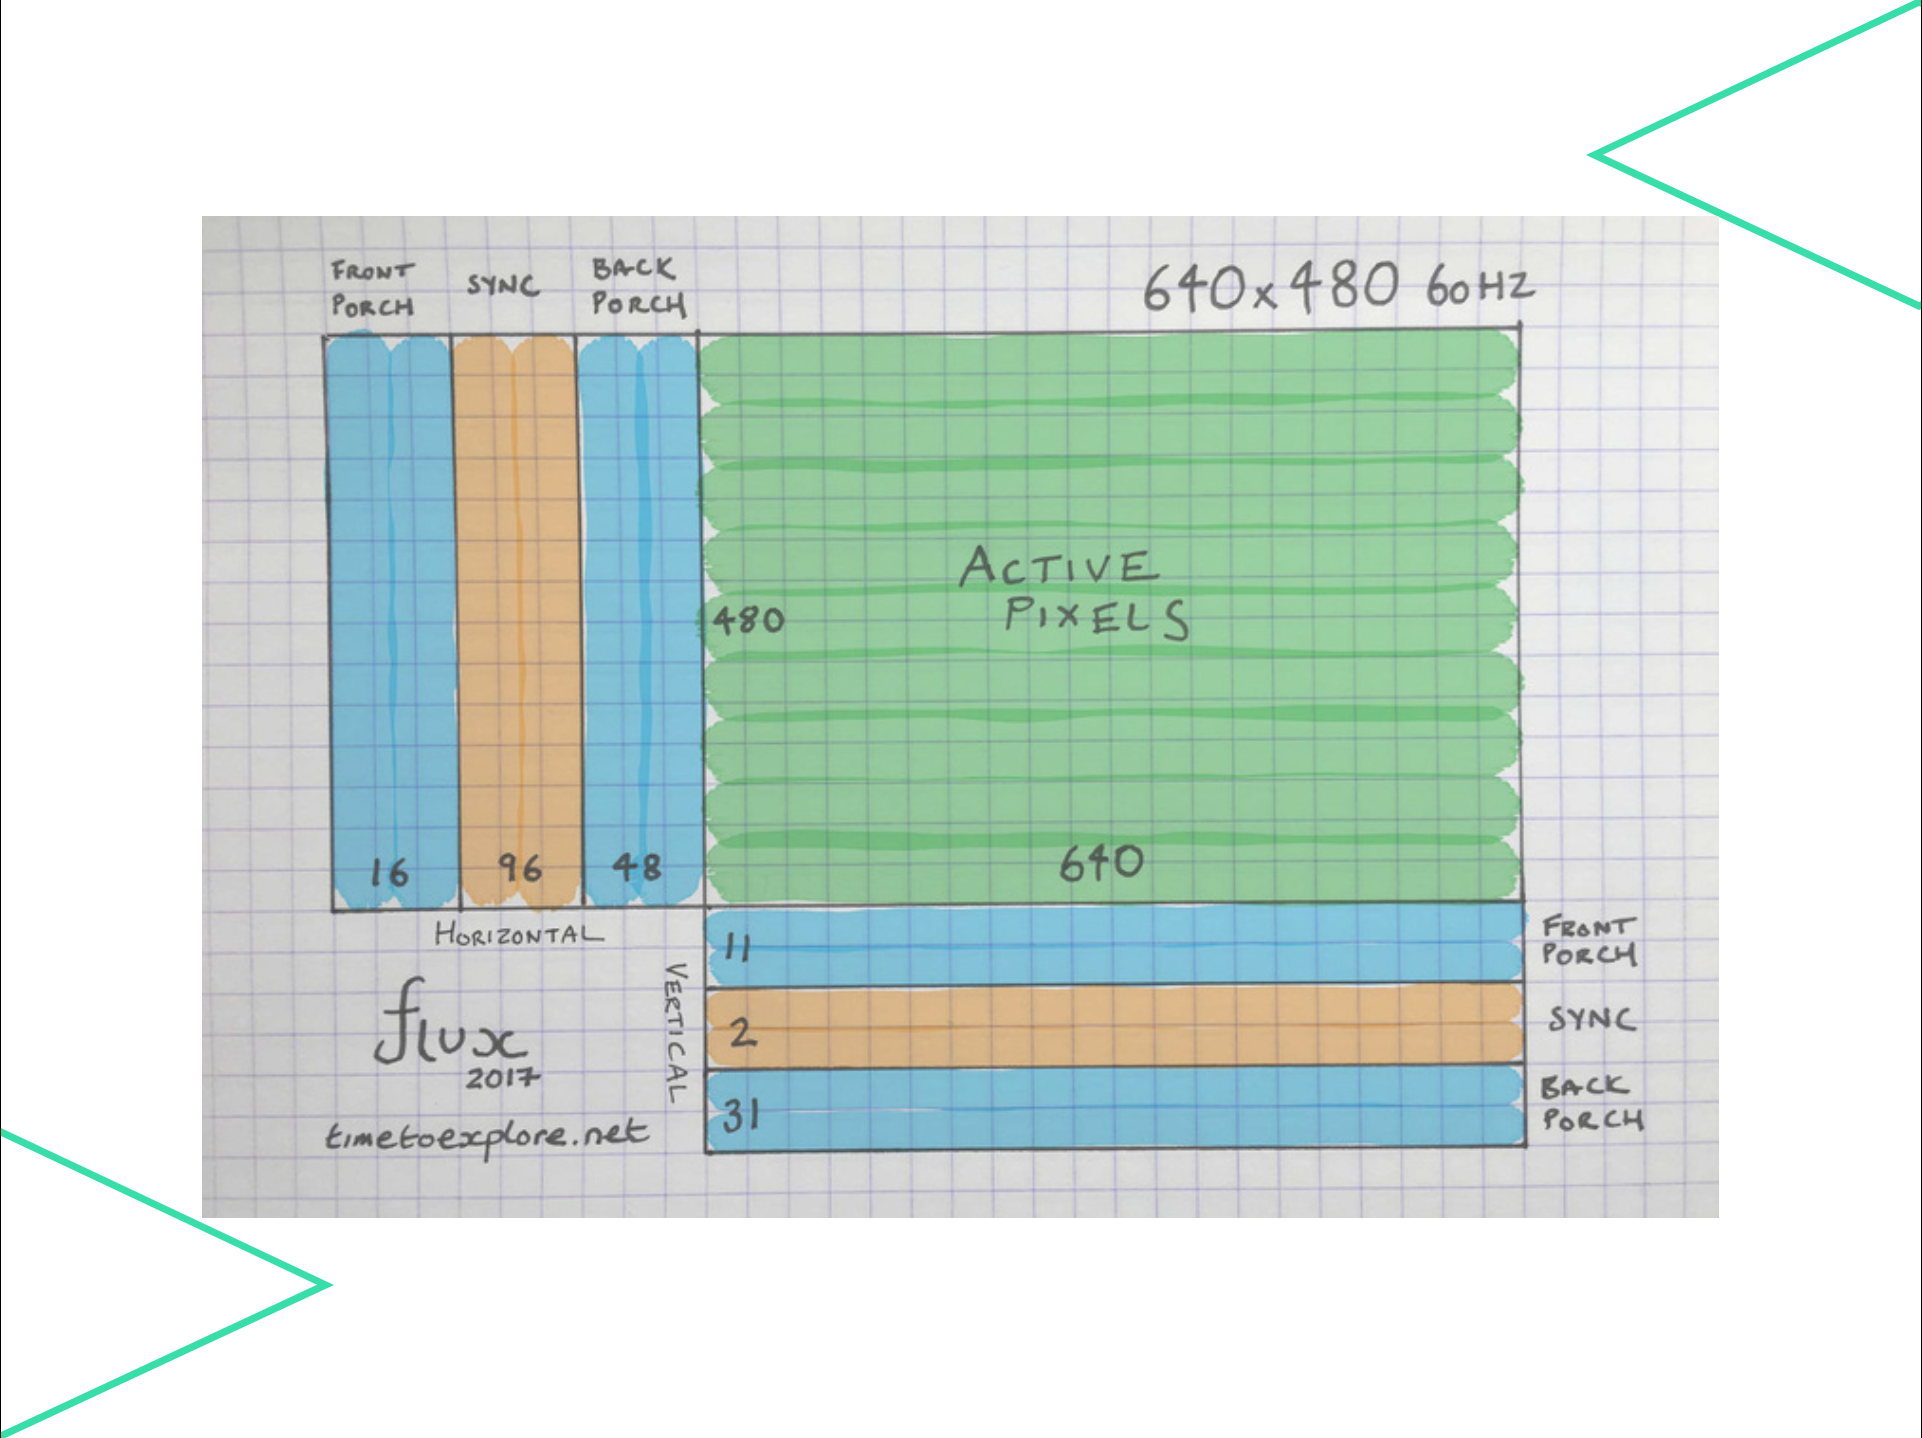 FRONT
PORCH
SYNC
BACK
PORCH
640x480 60HZ
ACTIVE
PIXELS
480
640
16
96
48
HORIZONTAL
VERTICAL
11
2
31
FRONT
PORCH
SYNC
BACK
PORCH
flux
2017
timetoexplore.net